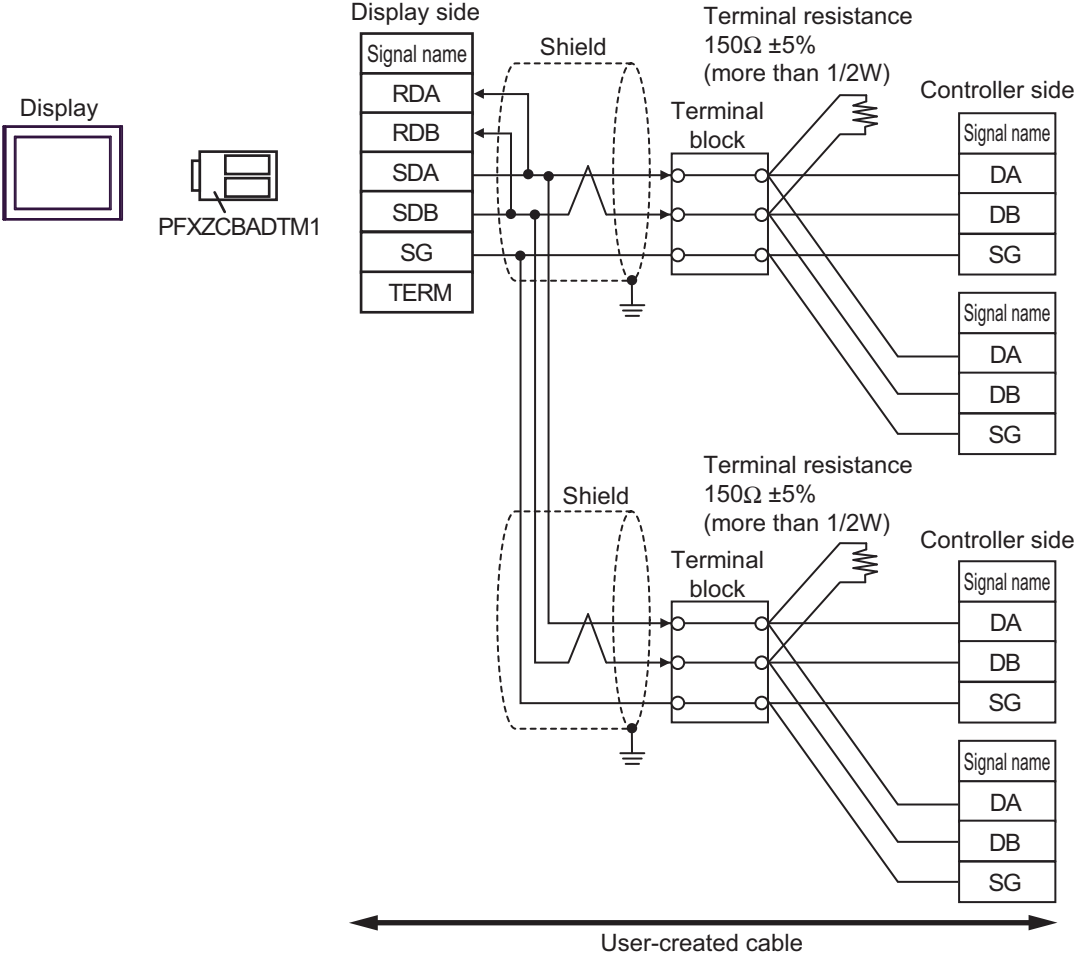 Display side
Signal name
RDA
RDB
SDA
SDB
SG
TERM
Display
PFXZCBADTM1
Shield
Terminal resistance
150Ω ±5%
(more than 1/2W)
Terminal
block
Controller side
Signal name
DA
DB
SG
Signal name
DA
DB
SG
Shield
Terminal resistance
150Ω ±5%
(more than 1/2W)
Terminal
block
Controller side
Signal name
DA
DB
SG
Signal name
DA
DB
SG
User-created cable